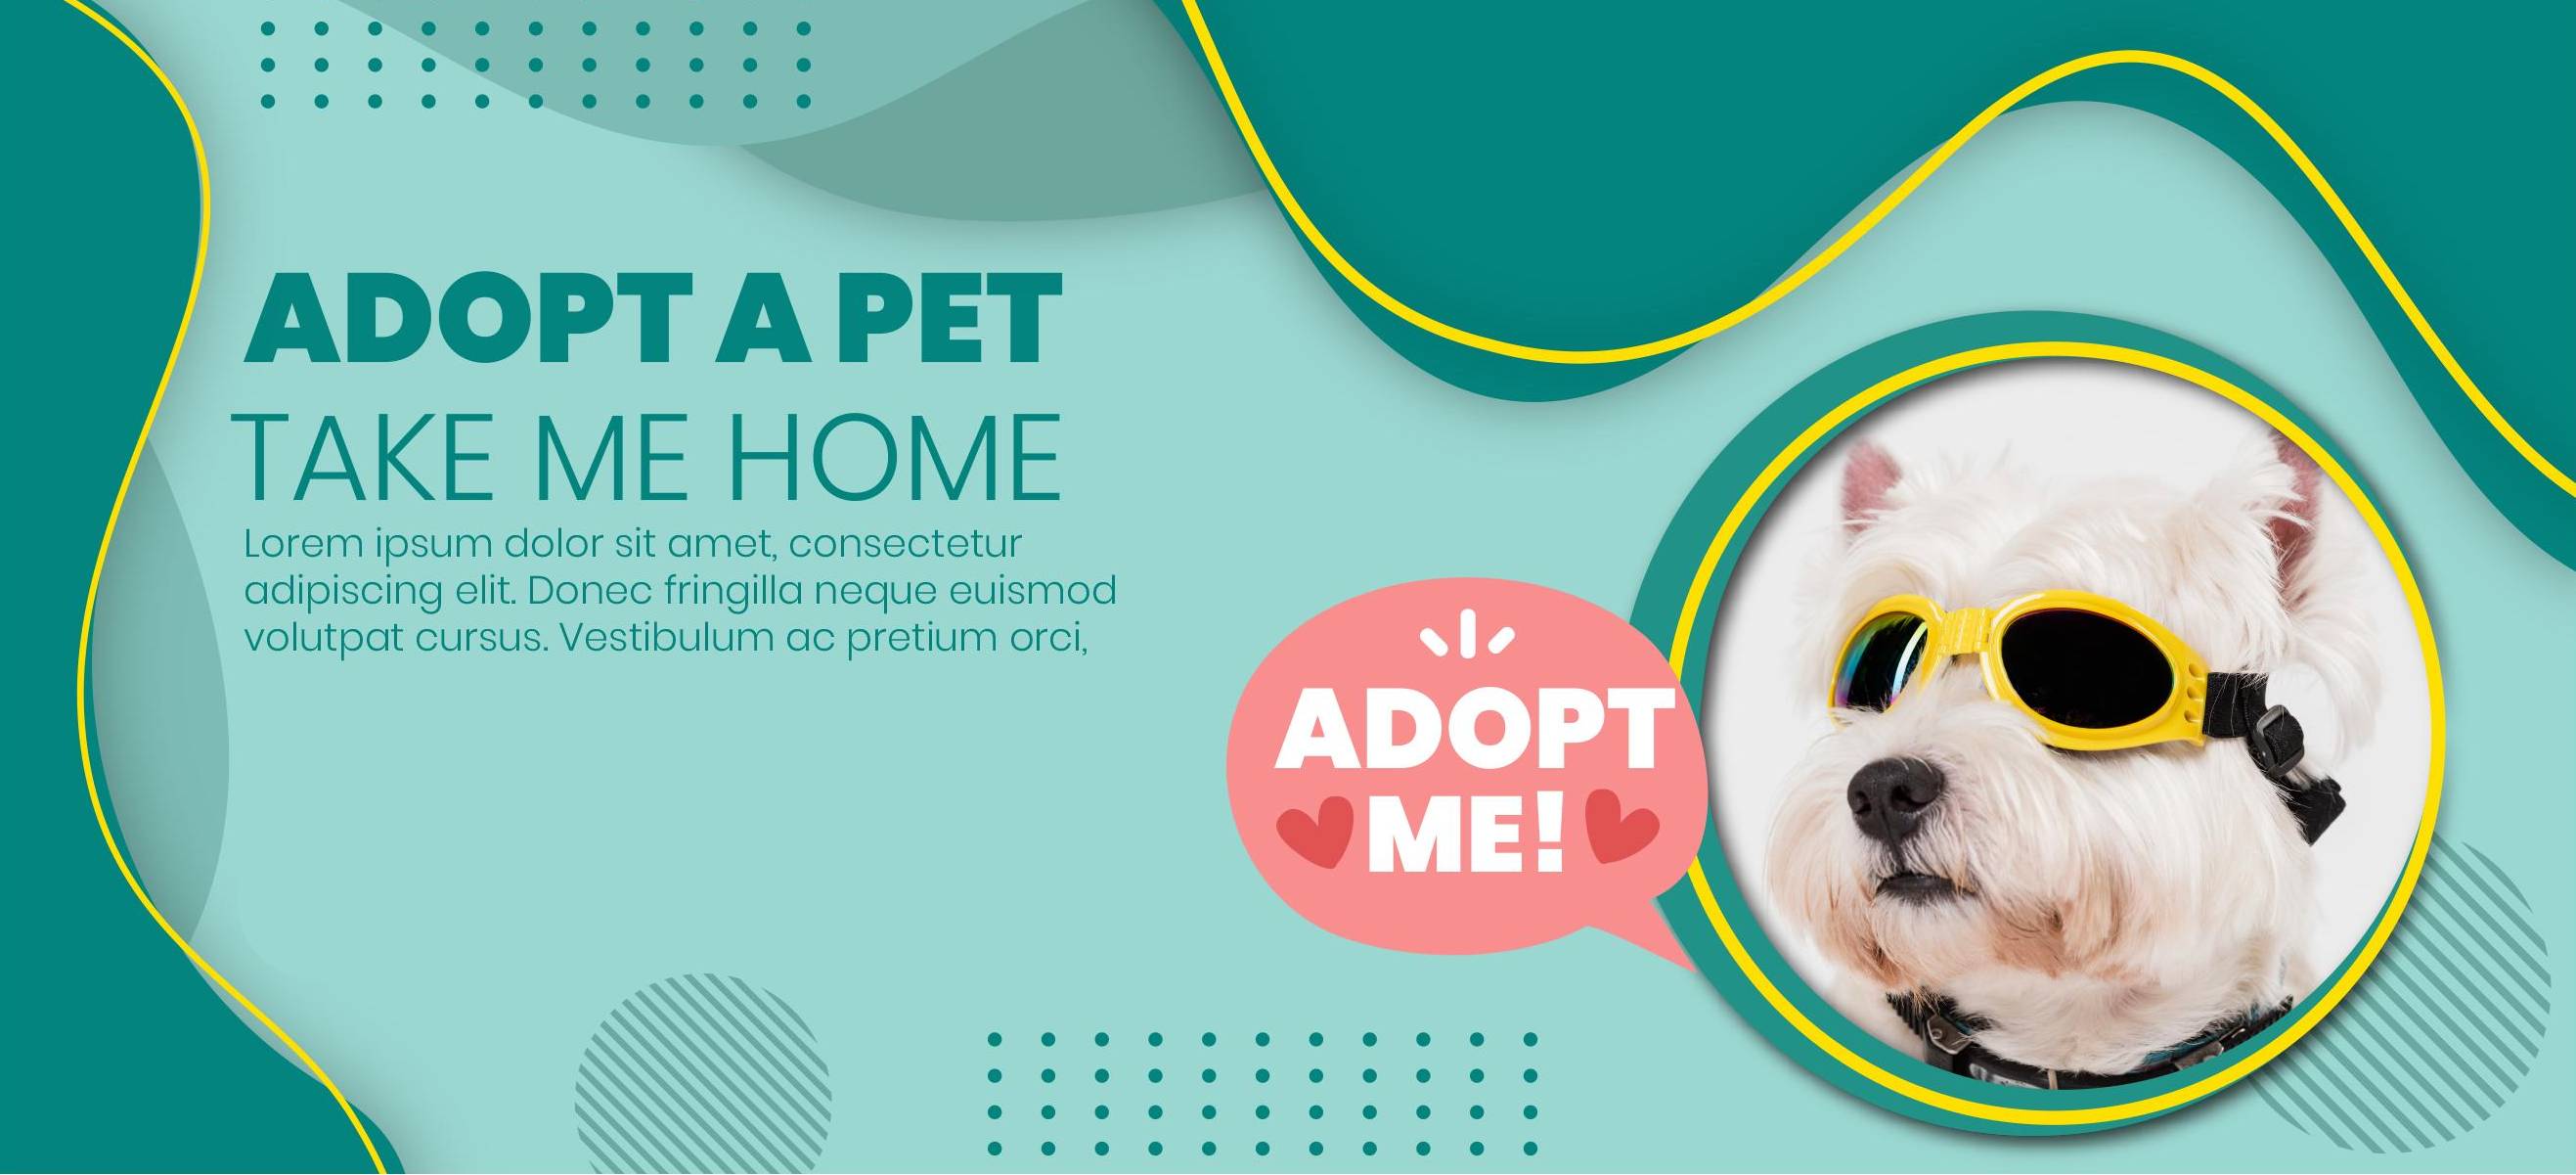 ADOPT A PET
TAKE ME HOME
Lorem ipsum dolor sit amet, consectetur
adipiscing elit. Donec fringilla neque euismod
volutpat cursus. Vestibulum ac pretium orci,
ADOPT
ME!